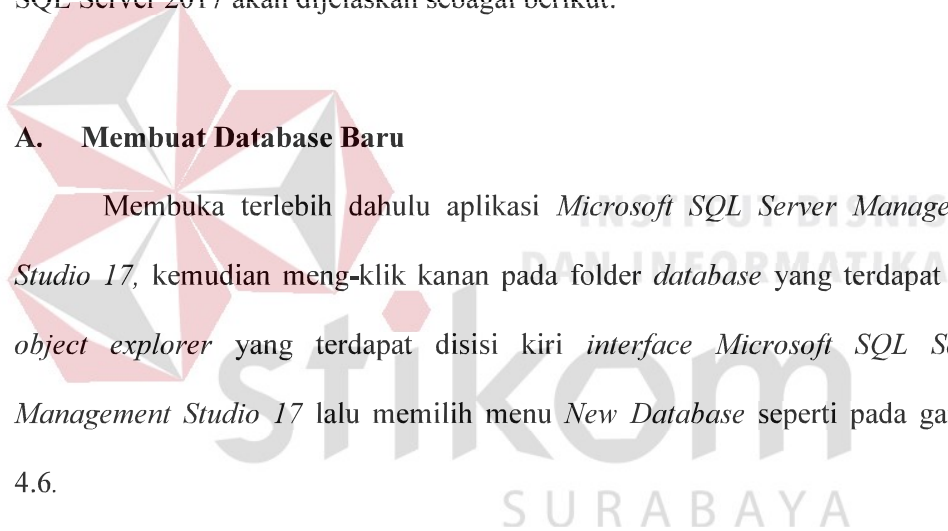 SQL Server 2017 akan dijelaskan sebagai berikut:
A. Membuat Database Baru
Membuka terlebih dahulu aplikasi Microsoft SQL Server Manage
Studio 17, kemudian meng-klik kanan pada folder database yang terdapat
object explorer yang terdapat disisi kiri interface Microsoft SQL S
Management Studio 17 lalu memilih menu New Database seperti pada ga
4.6.
INSTITUT BISNIS
DAN INFORMATIKA
stikom
SURABAYA